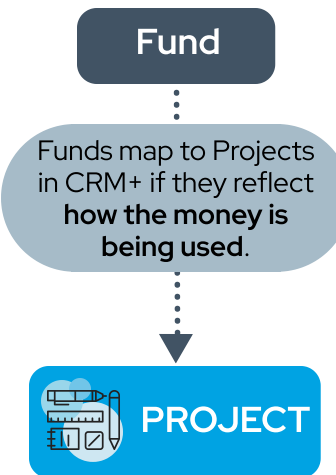 Fund
Funds map to Projects
in CRM+ if they reflect
how the money is
being used.
PROJECT